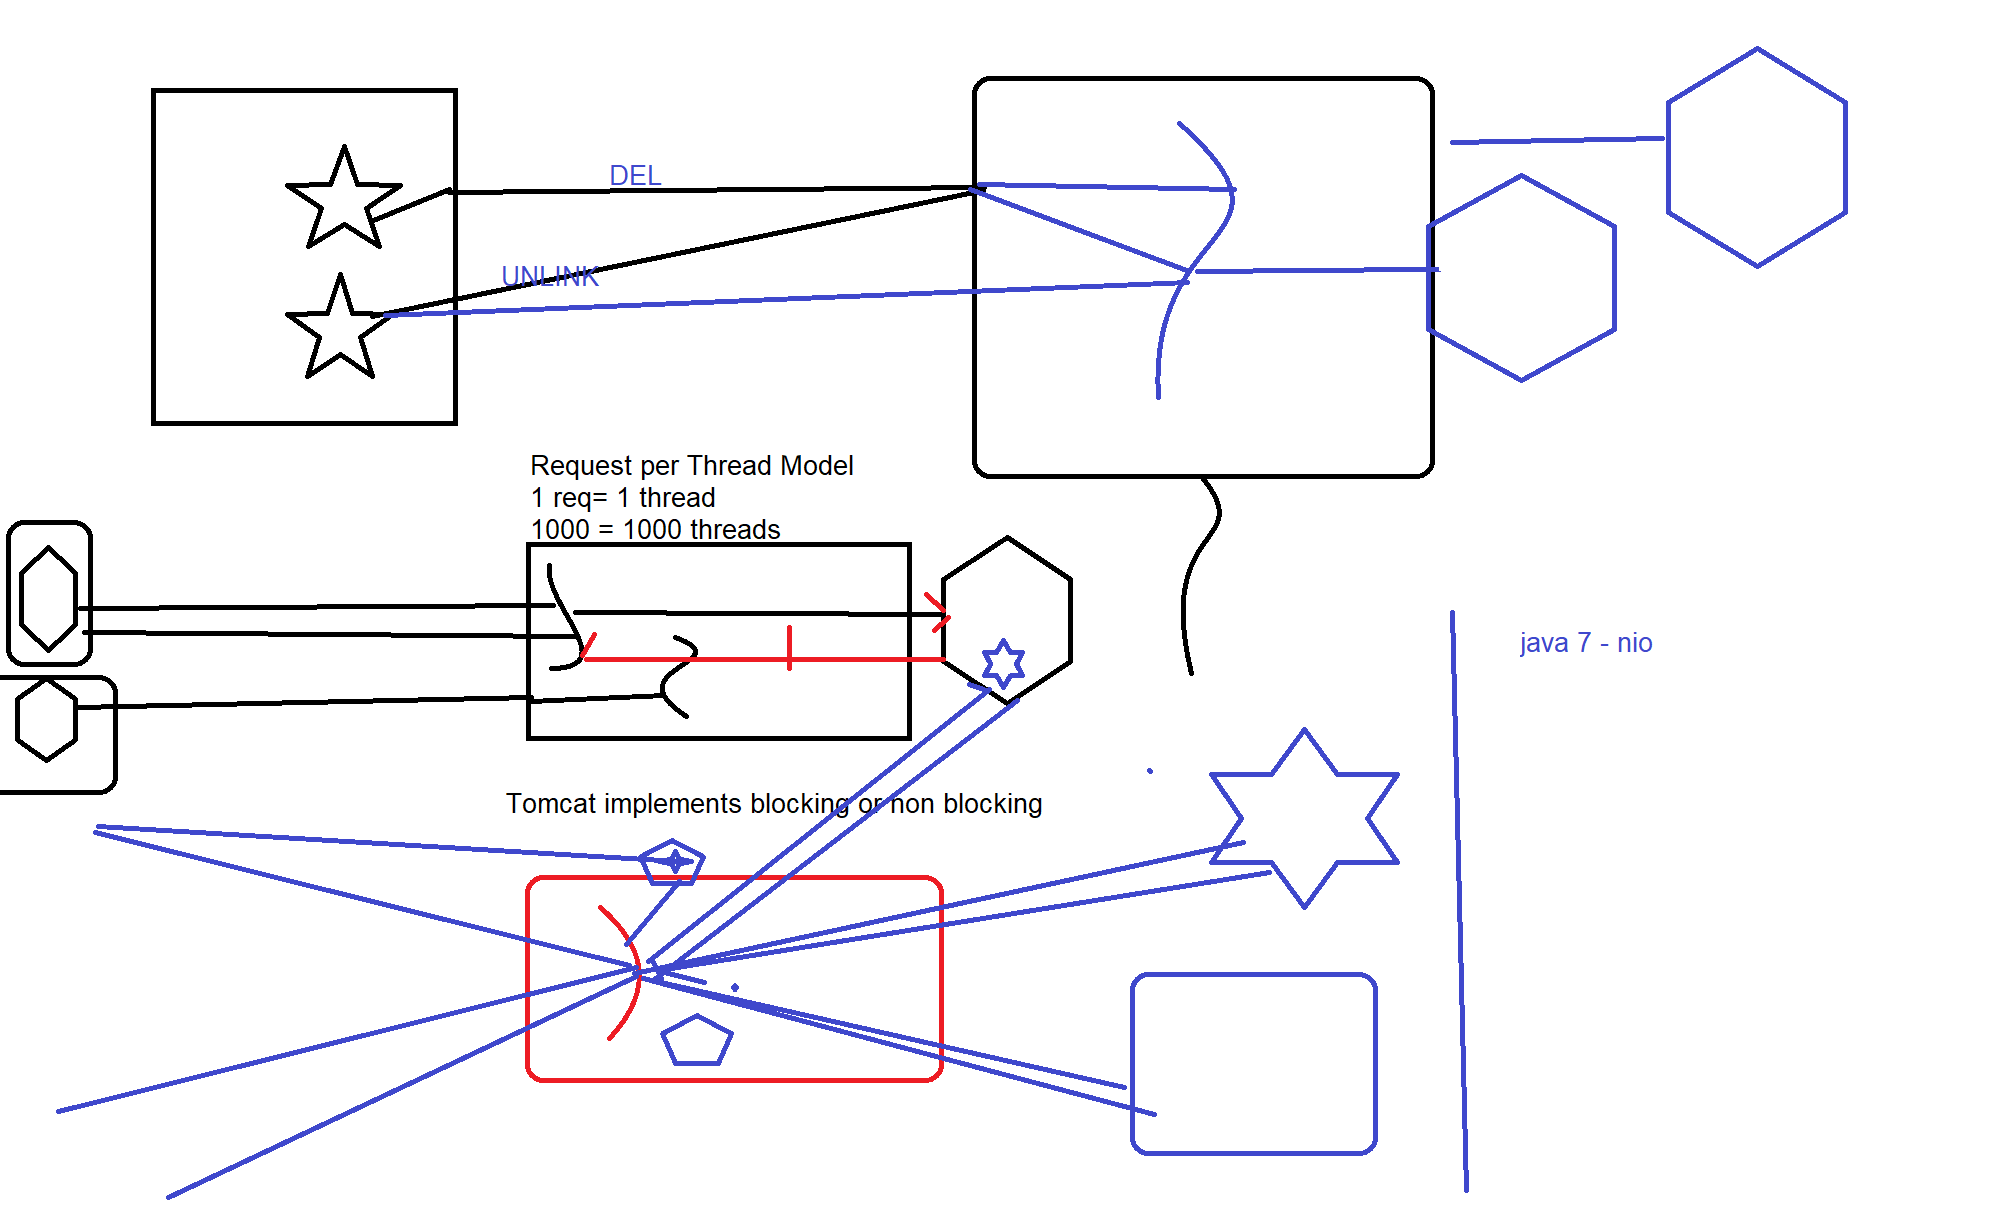 DEL
UNLINK
Request per Thread Model
1 req= 1 thread
1000 = 1000 threads
java 7 - nio
Tomcat implements blocking or non blocking